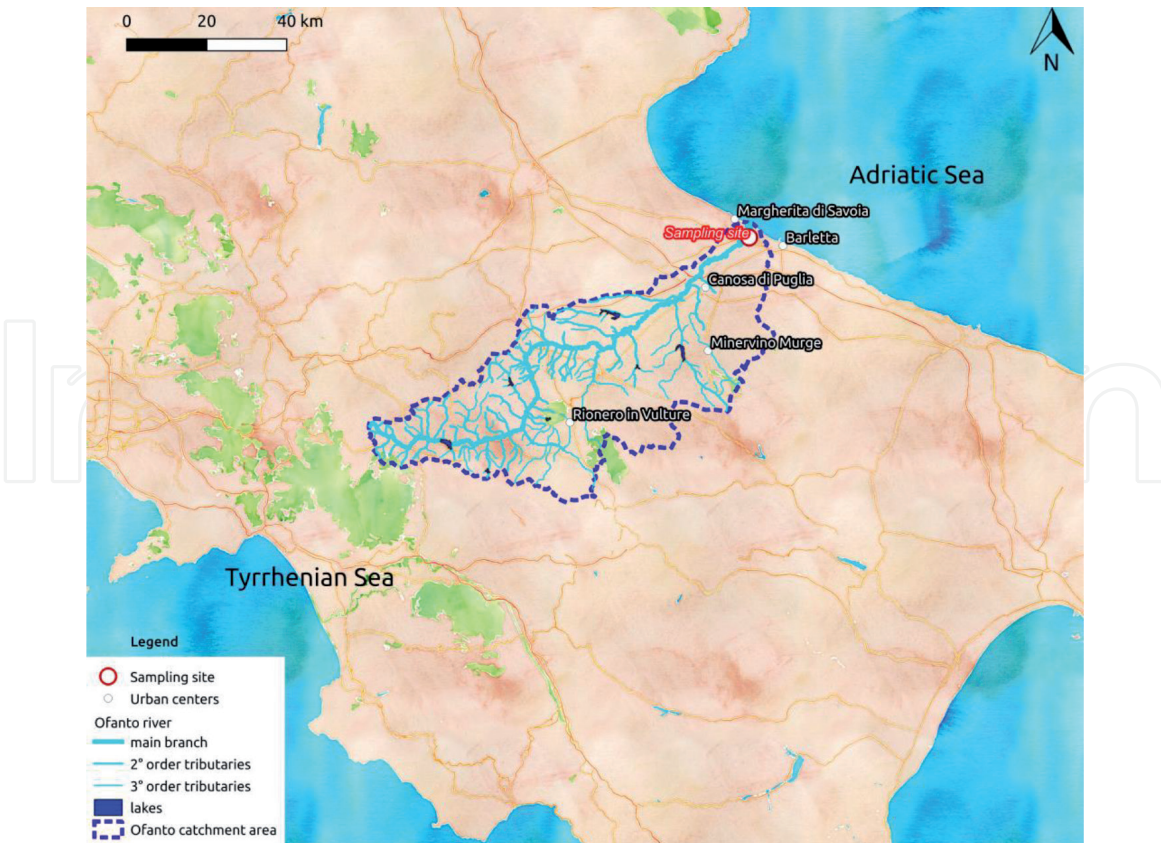 0 20 40 km
N
Adriatic Sea
Margherita di Savoia
Sampling site
Barletta
Canosa di Puglia
Minervino Murge
Rionero in Vulture
Tyrrhenian Sea
Legend
Sampling site
Urban centers
Ofanto river
main branch
2° order tributaries
3° order tributaries
lakes
Ofanto catchment area